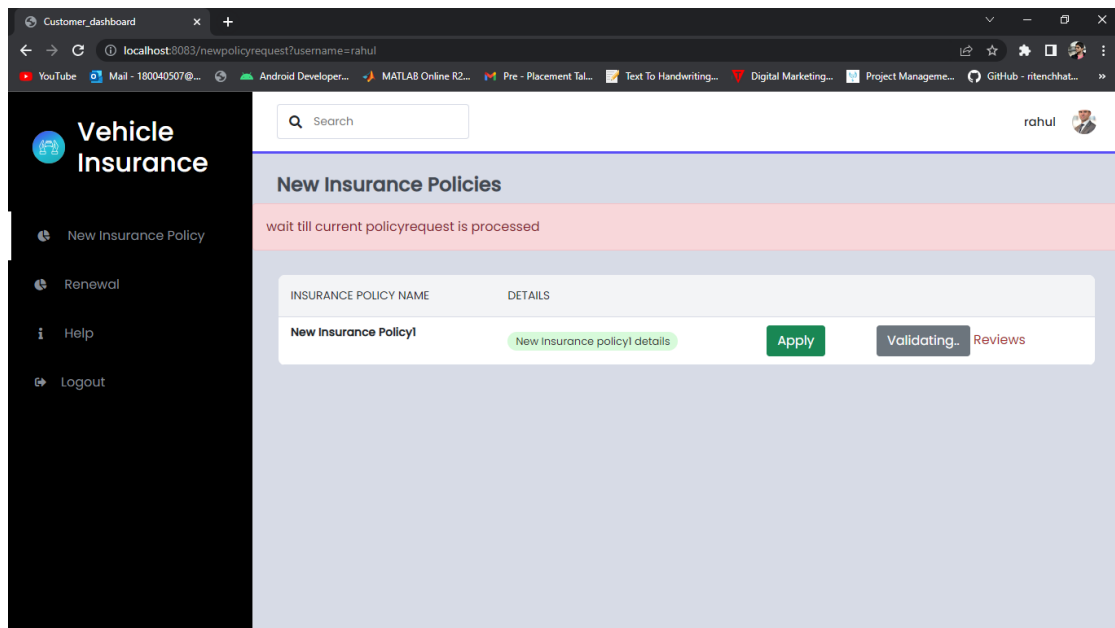 Customer_dashboard
localhost:8083/newpolicyrequest?username=rahul
YouTube Mail - 180040507@... Android Developer... MATLAB Online R2... Pre - Placement Tal... Text To Handwriting... Digital Marketing... Project Manageme... GitHub - ritenchhat... »
Vehicle
Insurance
Search
rahul
New Insurance Policies
wait till current policyrequest is processed
New Insurance Policy
Renewal
Help
Logout
INSURANCE POLICY NAME DETAILS
New Insurance Policy1 New Insurance policy1 details Apply Validating.. Reviews